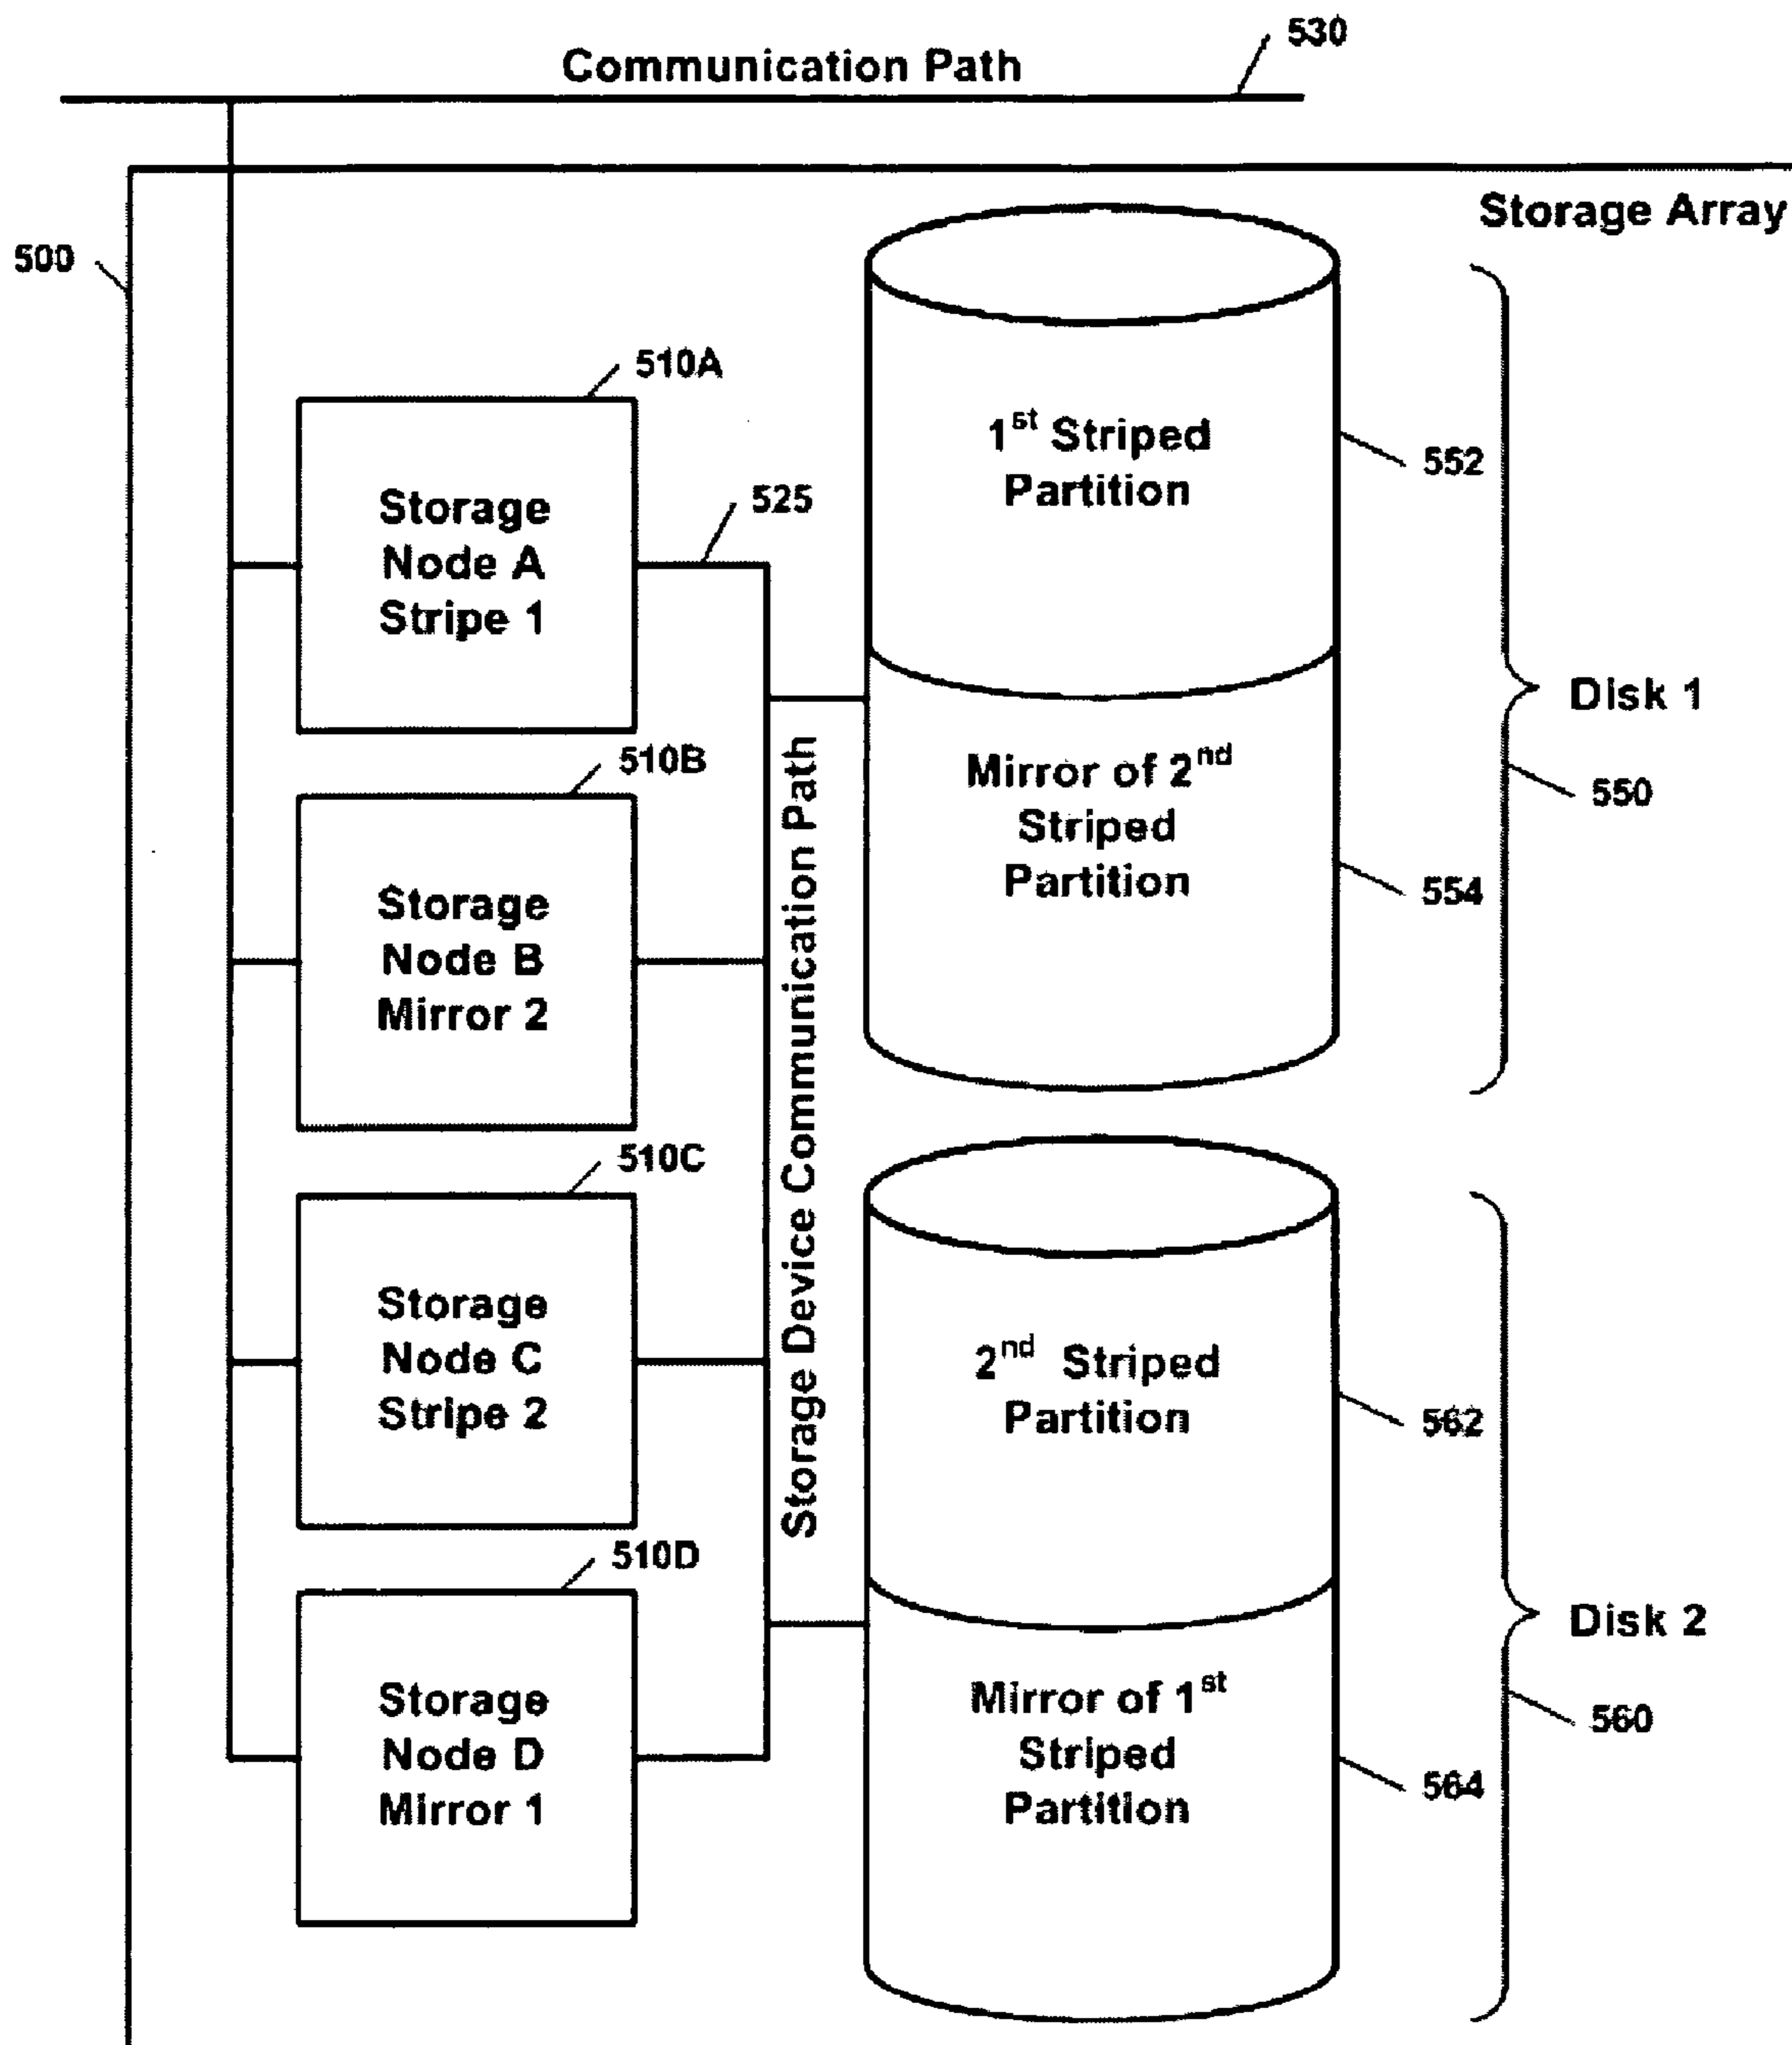 530
Communication Path
Storage Array
500
510A
1st Striped
Partition
552
Storage
Node A
Stripe 1
525
Disk 1
510B
Mirror of 2nd
Striped
Partition
550
554
Storage
Node B
Mirror 2
Storage Device Communication Path
510C
Storage
Node C
Stripe 2
2nd Striped
Partition
562
510D
Disk 2
Storage
Node D
Mirror 1
Mirror of 1st
Striped
Partition
560
564